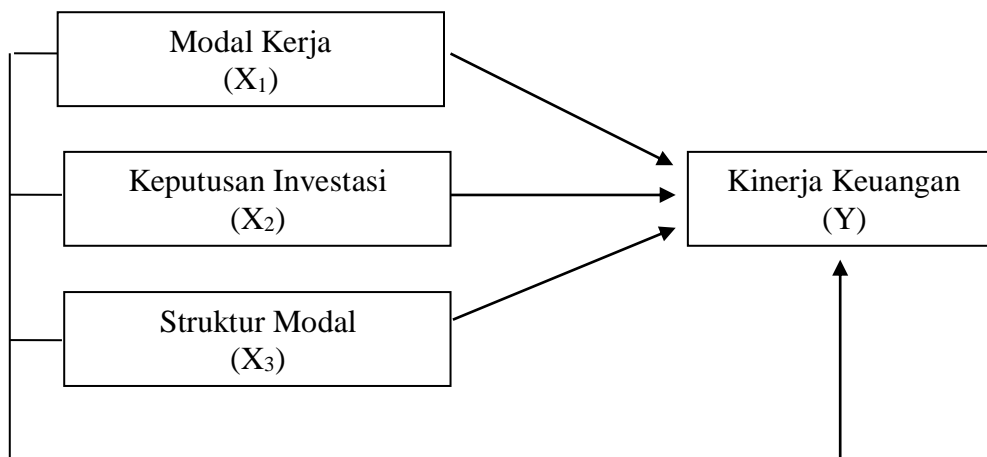 Modal Kerja
(X₁)
Keputusan Investasi
(X₂)
Struktur Modal
(X₃)
Kinerja Keuangan
(Y)